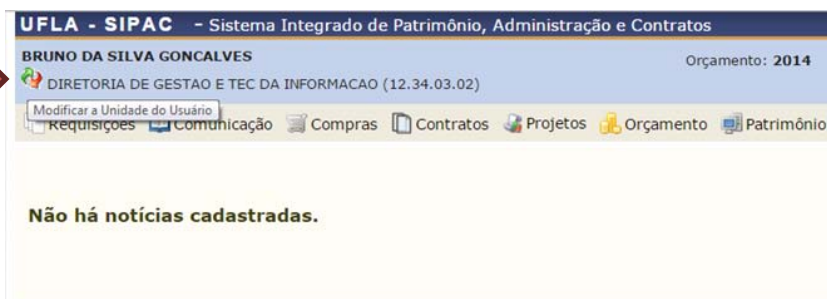 UFLA - SIPAC - Sistema Integrado de Patrimônio, Administração e Contratos
BRUNO DA SILVA GONCALVES Orçamento: 2014
DIRETORIA DE GESTAO E TEC DA INFORMACAO (12.34.03.02)
Modificar a Unidade do Usuário
Requisições Comunicação Compras Contratos Projetos Orçamento Patrimônio
Não há notícias cadastradas.